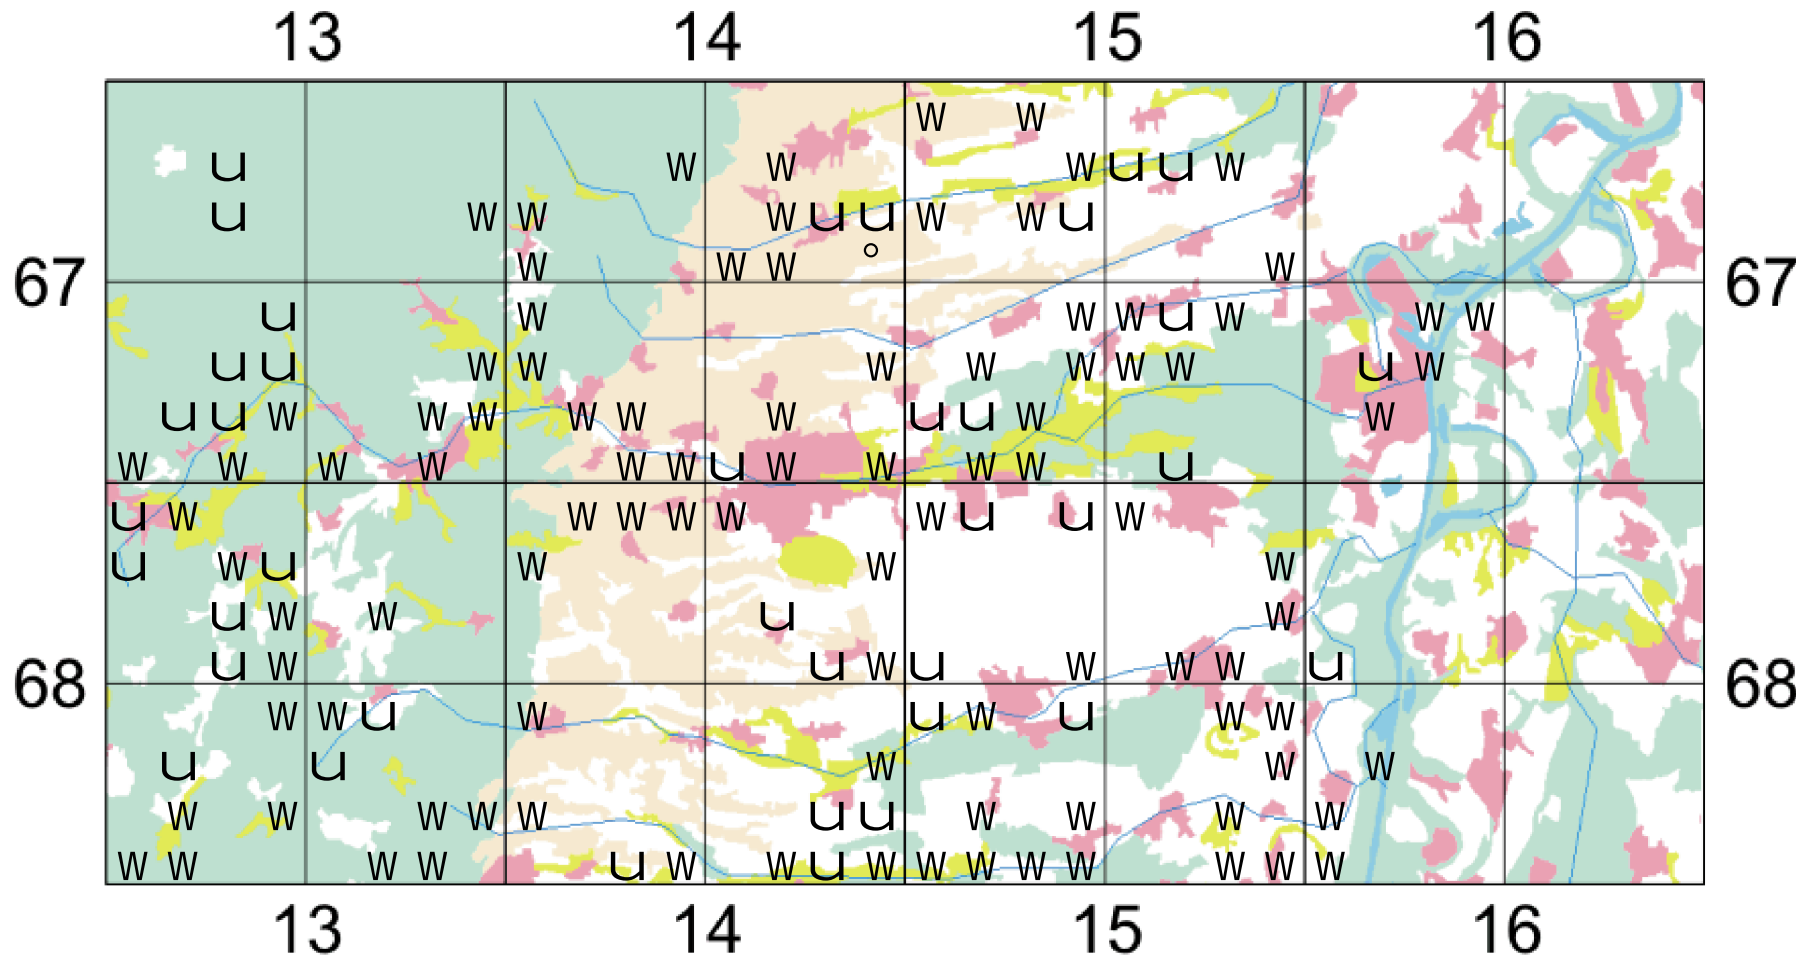 13 14 15 16
w w
u w w w u u w
u w w w u u w w u
w w w w
67 67
u w w w u w w w
u u w w w w w w w u w
u u w w w w w w u u w w
w w w w w w u w w w w u
u w w w w w w u u w
u w u w w w
u w w u w
u w u w u w w w u
w w u w u w u w w
u u w w w
w w w w w u u w w w w
w w w w u w w u w w w w w w w w
68 68
13 14 15 16